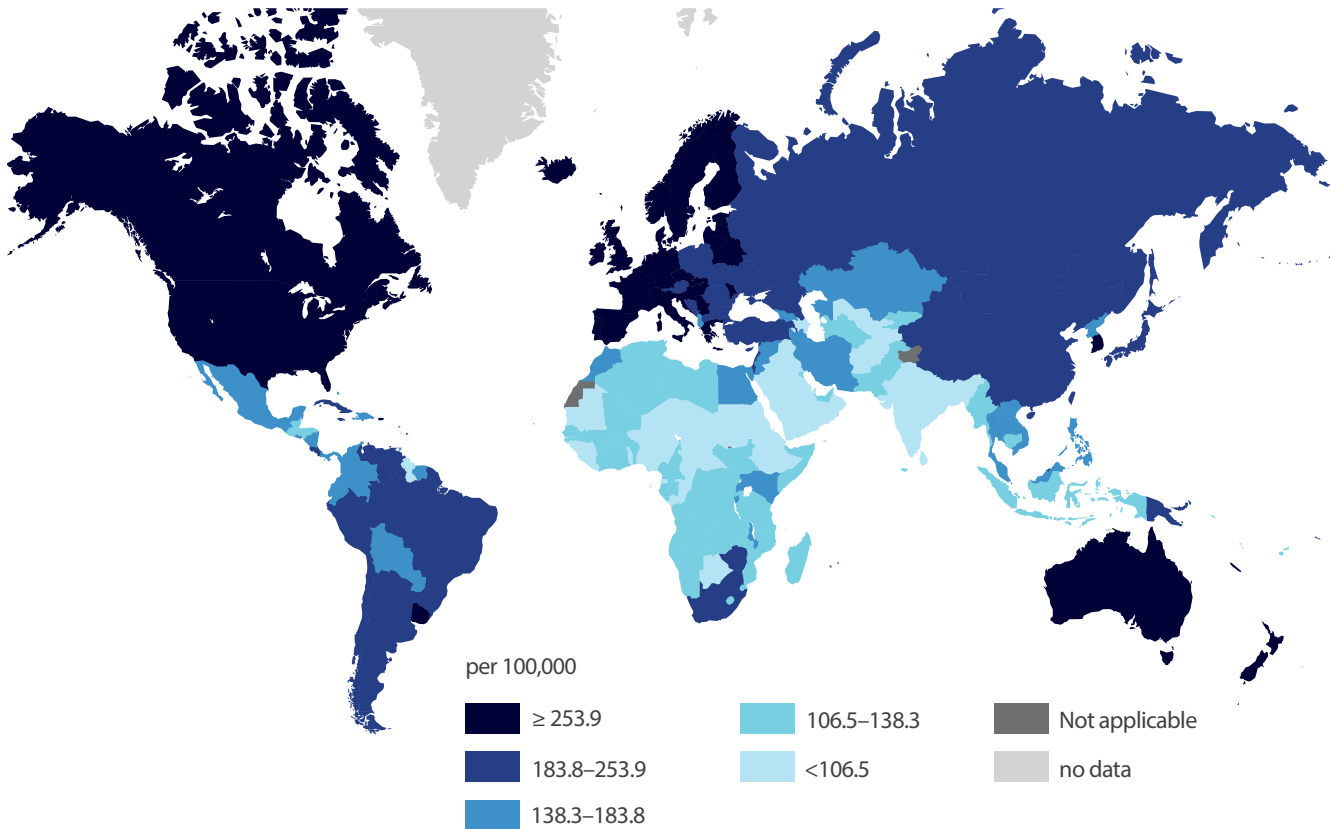 per 100,000
≥ 253.9
183.8–253.9
138.3–183.8
106.5–138.3
<106.5
Not applicable
no data